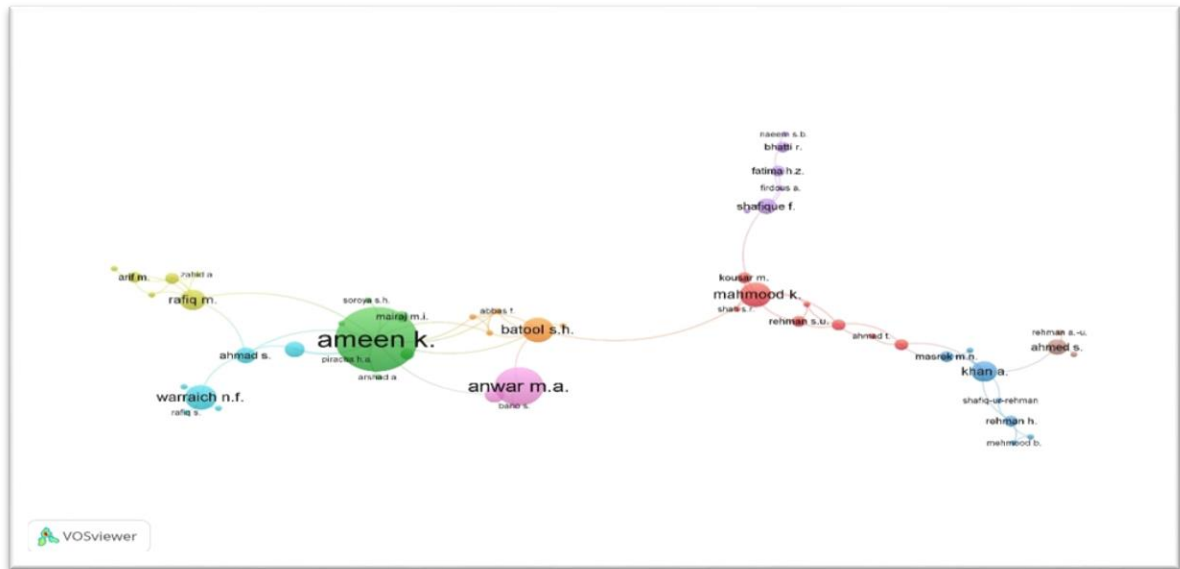 naeem s.b.
bhatti r.
fatima h.z.
firdous a.
shafique f.
arif m.
zahid a
kousar m.
rafiq m.
soroya s.h.
mahmood k.
mairaj m.i.
abbas f.
rehman s.u.
batool s.h.
rehman a.-u.
ameen k.
ahmad t.
ahmed s.
ahmad s.
piracha h.a.
masrek m.n.
khan a.
arshad a
anwar m.a.
warraich n.f.
bano s.
shafiq-ur-rehman
rafiq s.
rehman h.
mehmood b.
VOSviewer